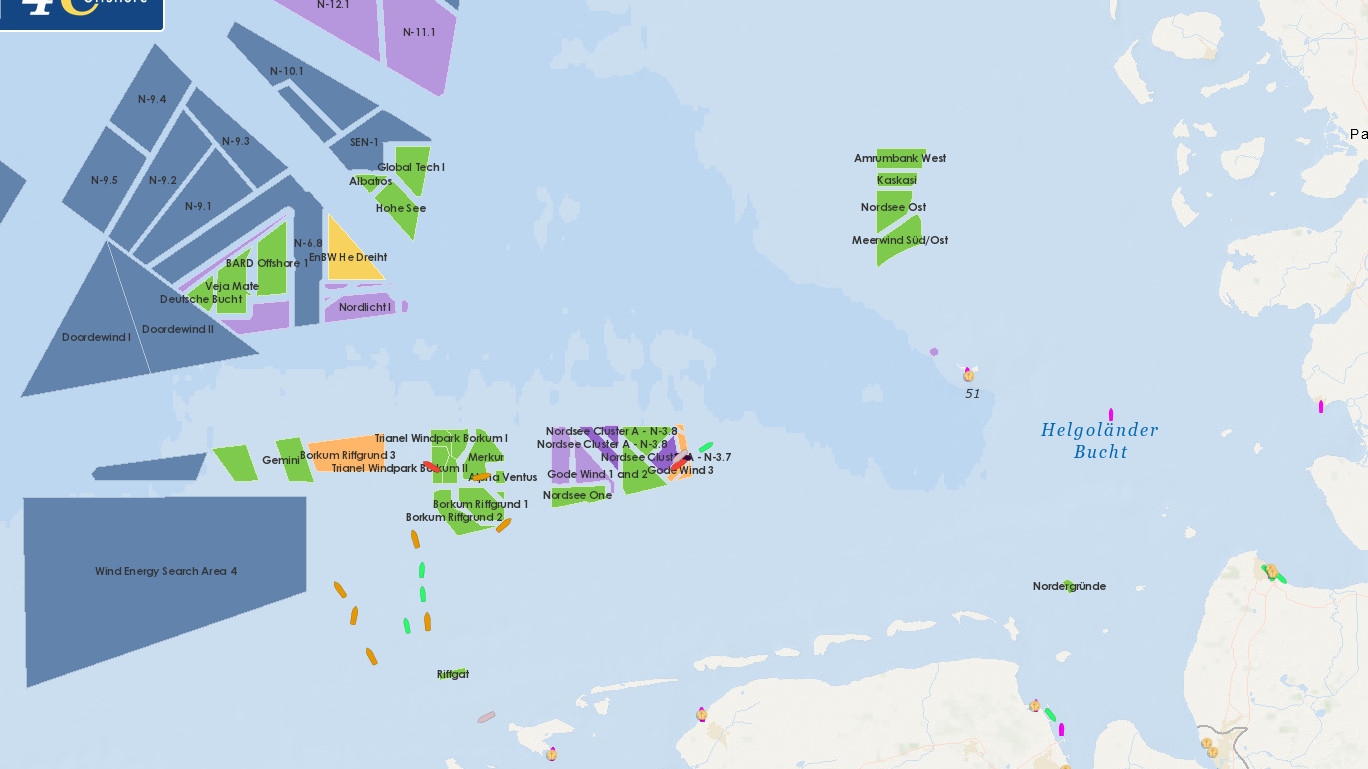 4C Offshore
N-12.1
N-11.1
N-10.1
N-9.4
N-9.3
SEN-1
Pa
Amrumbank West
Global Tech I
N-9.5
N-9.2
Albatros
Kaskasi
N-9.1
Hohe See
Nordsee Ost
N-6.8
Meerwind Süd/Ost
EnBW He Dreiht
BARD Offshore 1
Veja Mate
Deutsche Bucht
Nordlicht I
Doordewind II
Doordewind I
51
Helgoländer
Bucht
Nordsee Cluster A - N-3.8
Trianel Windpark Borkum I
Nordsee Cluster A - N-3.8
Borkum Riffgrund 3
Merkur
Nordsee Cluster A - N-3.7
Gemini
Trianel Windpark Borkum II
Gode Wind 3
Alpha Ventus
Gode Wind 1 and 2
Nordsee One
Borkum Riffgrund 1
Borkum Riffgrund 2
Wind Energy Search Area 4
Nordergründe
Riffgat